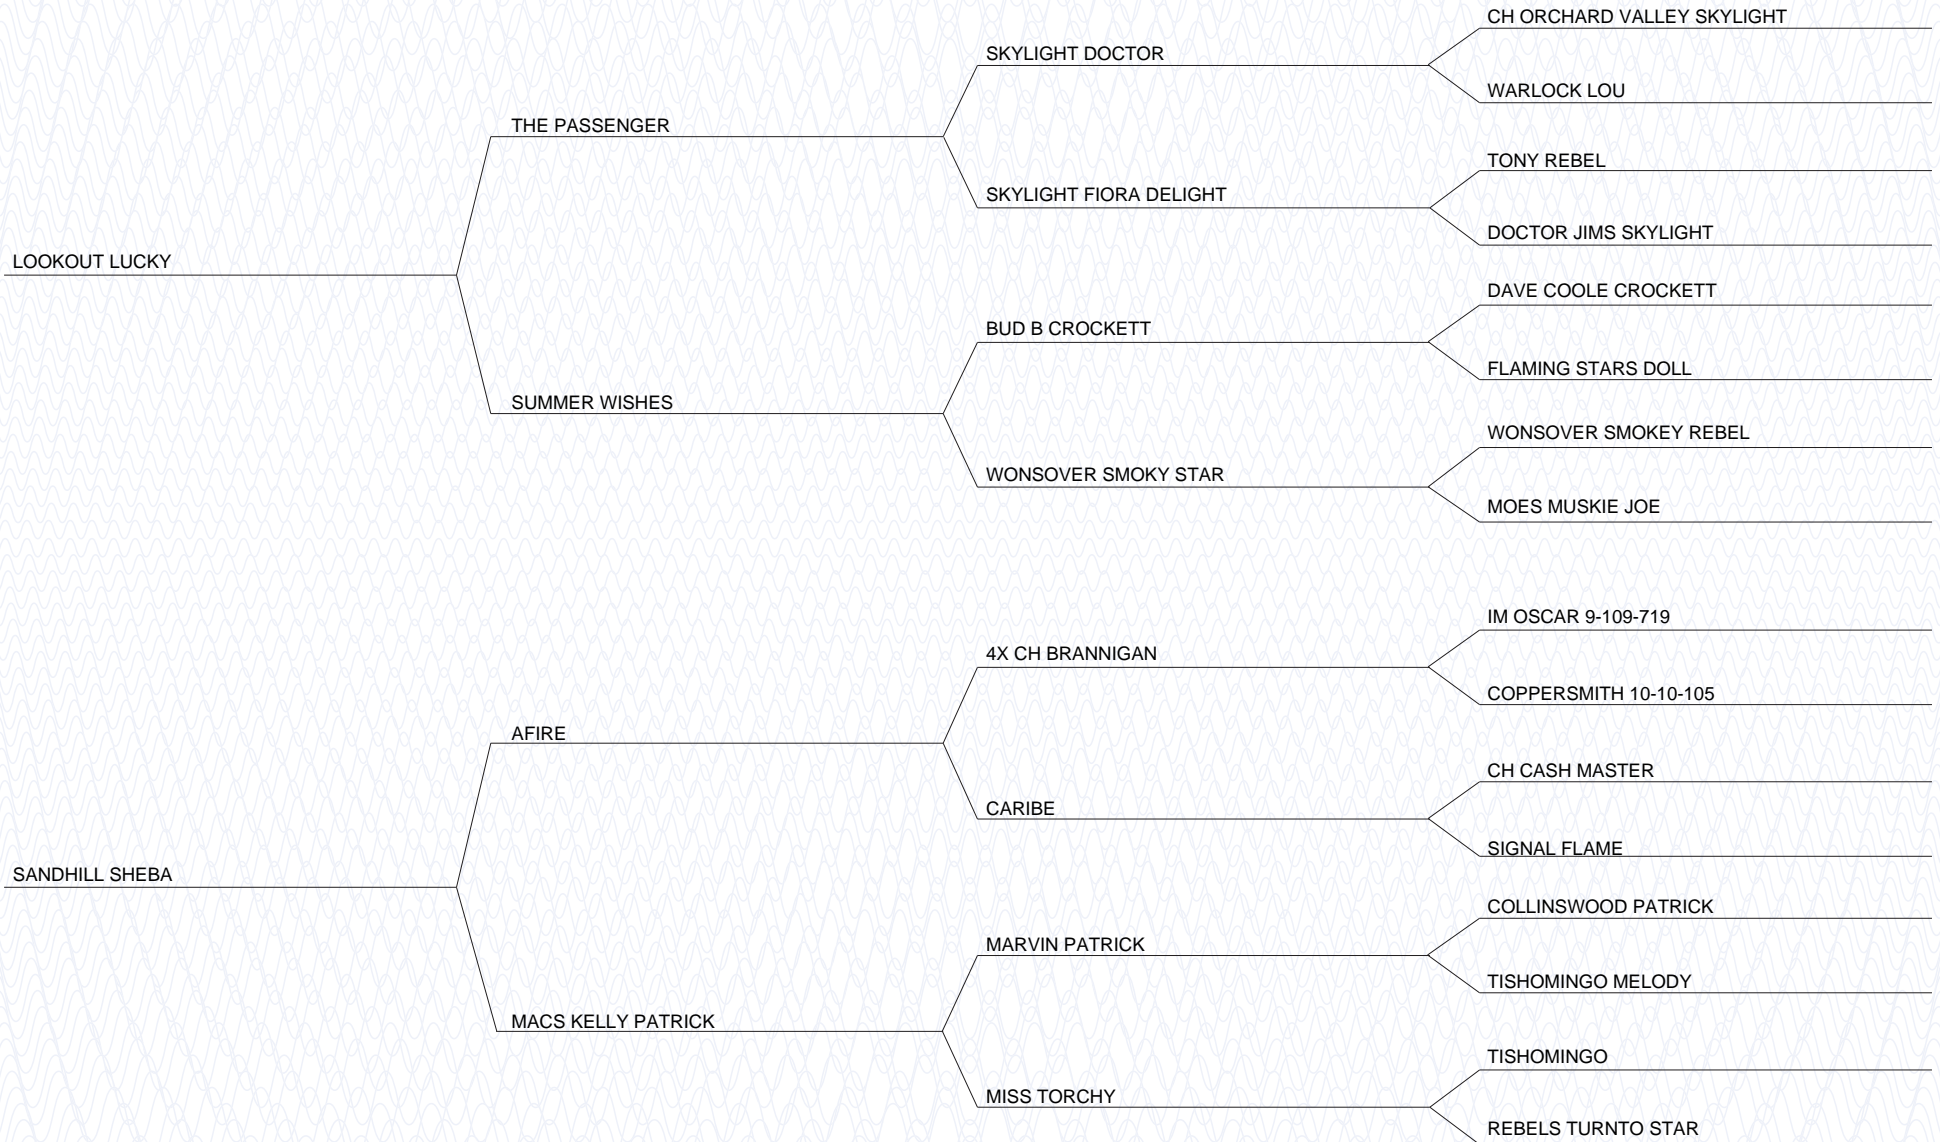 CH ORCHARD VALLEY SKYLIGHT
SKYLIGHT DOCTOR
WARLOCK LOU
THE PASSENGER
TONY REBEL
SKYLIGHT FIORA DELIGHT
DOCTOR JIMS SKYLIGHT
LOOKOUT LUCKY
DAVE COOLE CROCKETT
BUD B CROCKETT
FLAMING STARS DOLL
SUMMER WISHES
WONSOVER SMOKEY REBEL
WONSOVER SMOKY STAR
MOES MUSKIE JOE
IM OSCAR 9-109-719
4X CH BRANNIGAN
COPPERSMITH 10-10-105
AFIRE
CH CASH MASTER
CARIBE
SIGNAL FLAME
SANDHILL SHEBA
COLLINSWOOD PATRICK
MARVIN PATRICK
TISHOMINGO MELODY
MACS KELLY PATRICK
TISHOMINGO
MISS TORCHY
REBELS TURNTO STAR